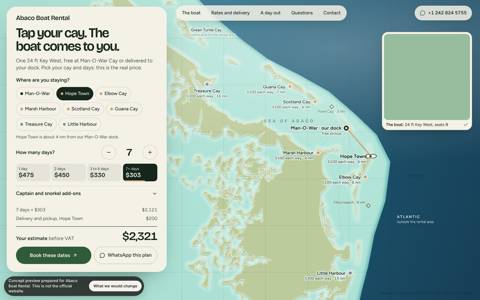 Abaco Boat Rental
Tap your cay. The
boat comes to you.
One 24 ft Key West, free at Man-O-War or delivered to
your dock. Pick you cay and days: this is the real price.
Where are you staying?
Man-O-War
Hope Town
Elbow Cay
Marsh Harbour
Scotland Cay
Guana Cay
Treasure Cay
Little Harbour
Hope Town is about 4 nm from our Man-O-War dock.
How many days?
−
7
+
1 day
$475
2 days
$450
3 to 6 days
$330
7+ days
$303
Captain and snorkel add-ons
7 days × $303
$2,121
Delivery and pickup, Hope Town
$200
Your estimate before VAT
$2,321
Book these dates
WhatsApp this plan
Concept preview prepared for Abaco
Boat Rental. This is not the official
website.
What we would change
The boat
Rates and delivery
A day out
Questions
Contact
+1 242 824 5755
The boat: 24 ft Key West, seats 8
Green Turtle Cay
Treasure Cay
Guana Cay
Scotland Cay
SEA OF ABACO
Man-O-War · our dock
Free pickup
Marsh Harbour
Hope Town
Elbow Cay
Little Harbour
ATLANTIC
outside the rental area